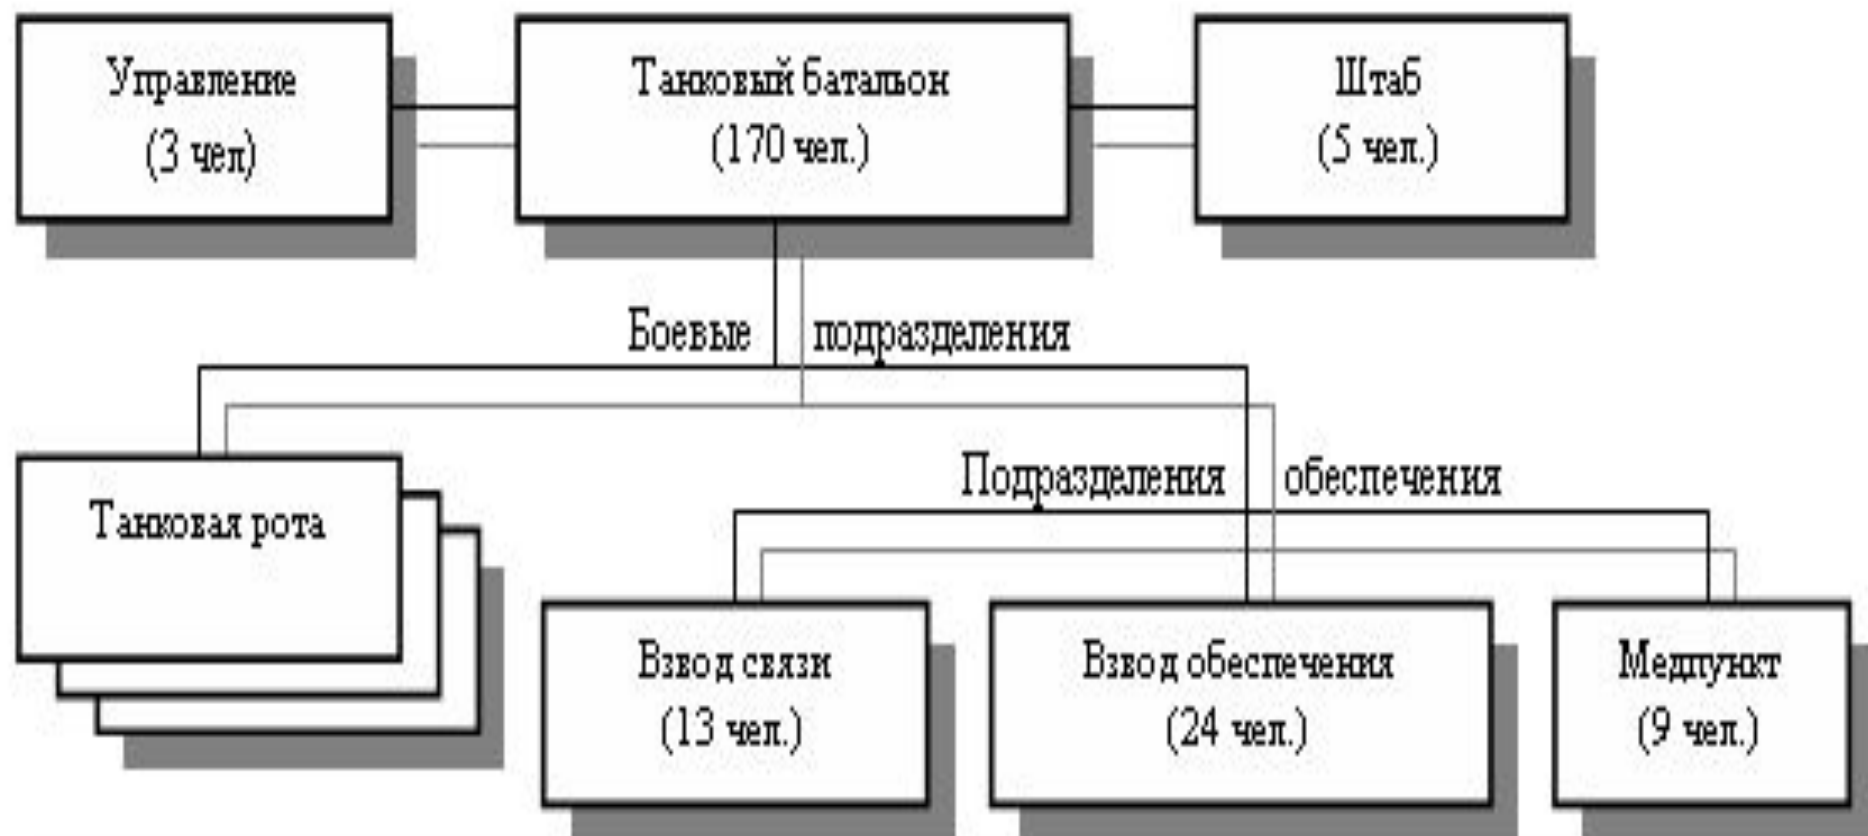 Управление
(3 чел)
Танковый батальон
(170 чел.)
Штаб
(5 чел.)
Боевые подразделения
Танковая рота
Подразделения обеспечения
Взвод связи
(13 чел.)
Взвод обеспечения
(24 чел.)
Медпункт
(9 чел.)